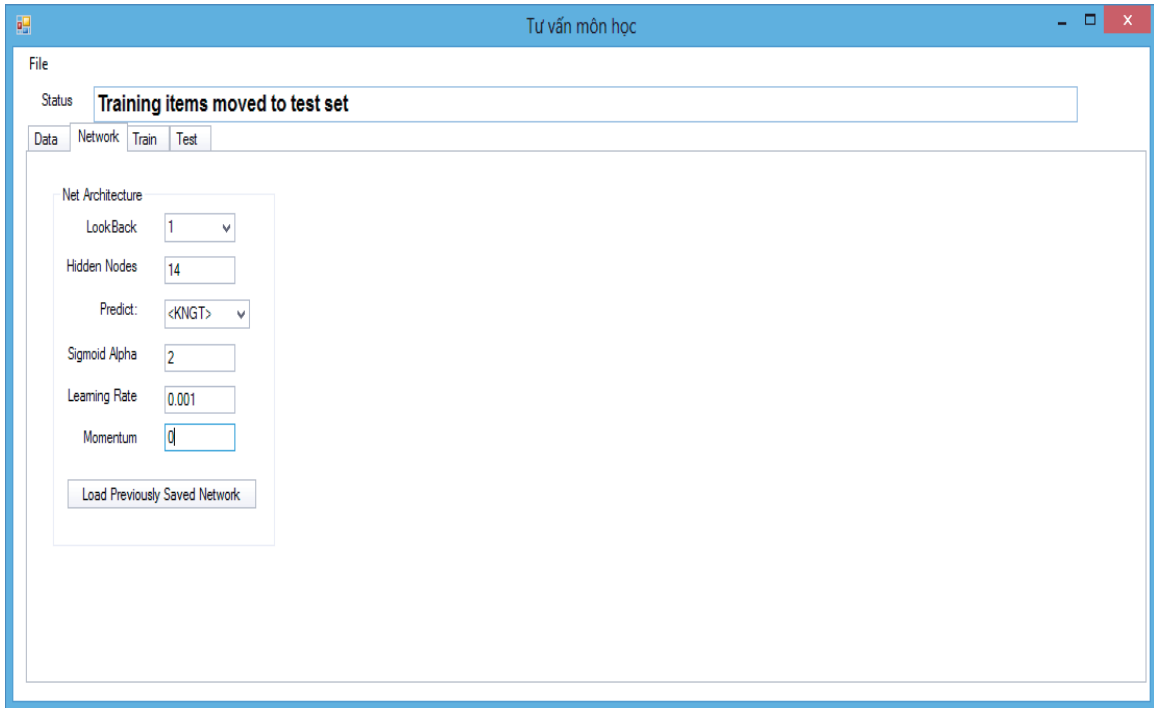 Tư vấn môn học
File
Status Training items moved to test set
Data Network Train Test
Net Architecture
LookBack 1
Hidden Nodes 14
Predict: <KNGT>
Sigmoid Alpha 2
Learning Rate 0.001
Momentum 0
Load Previously Saved Network